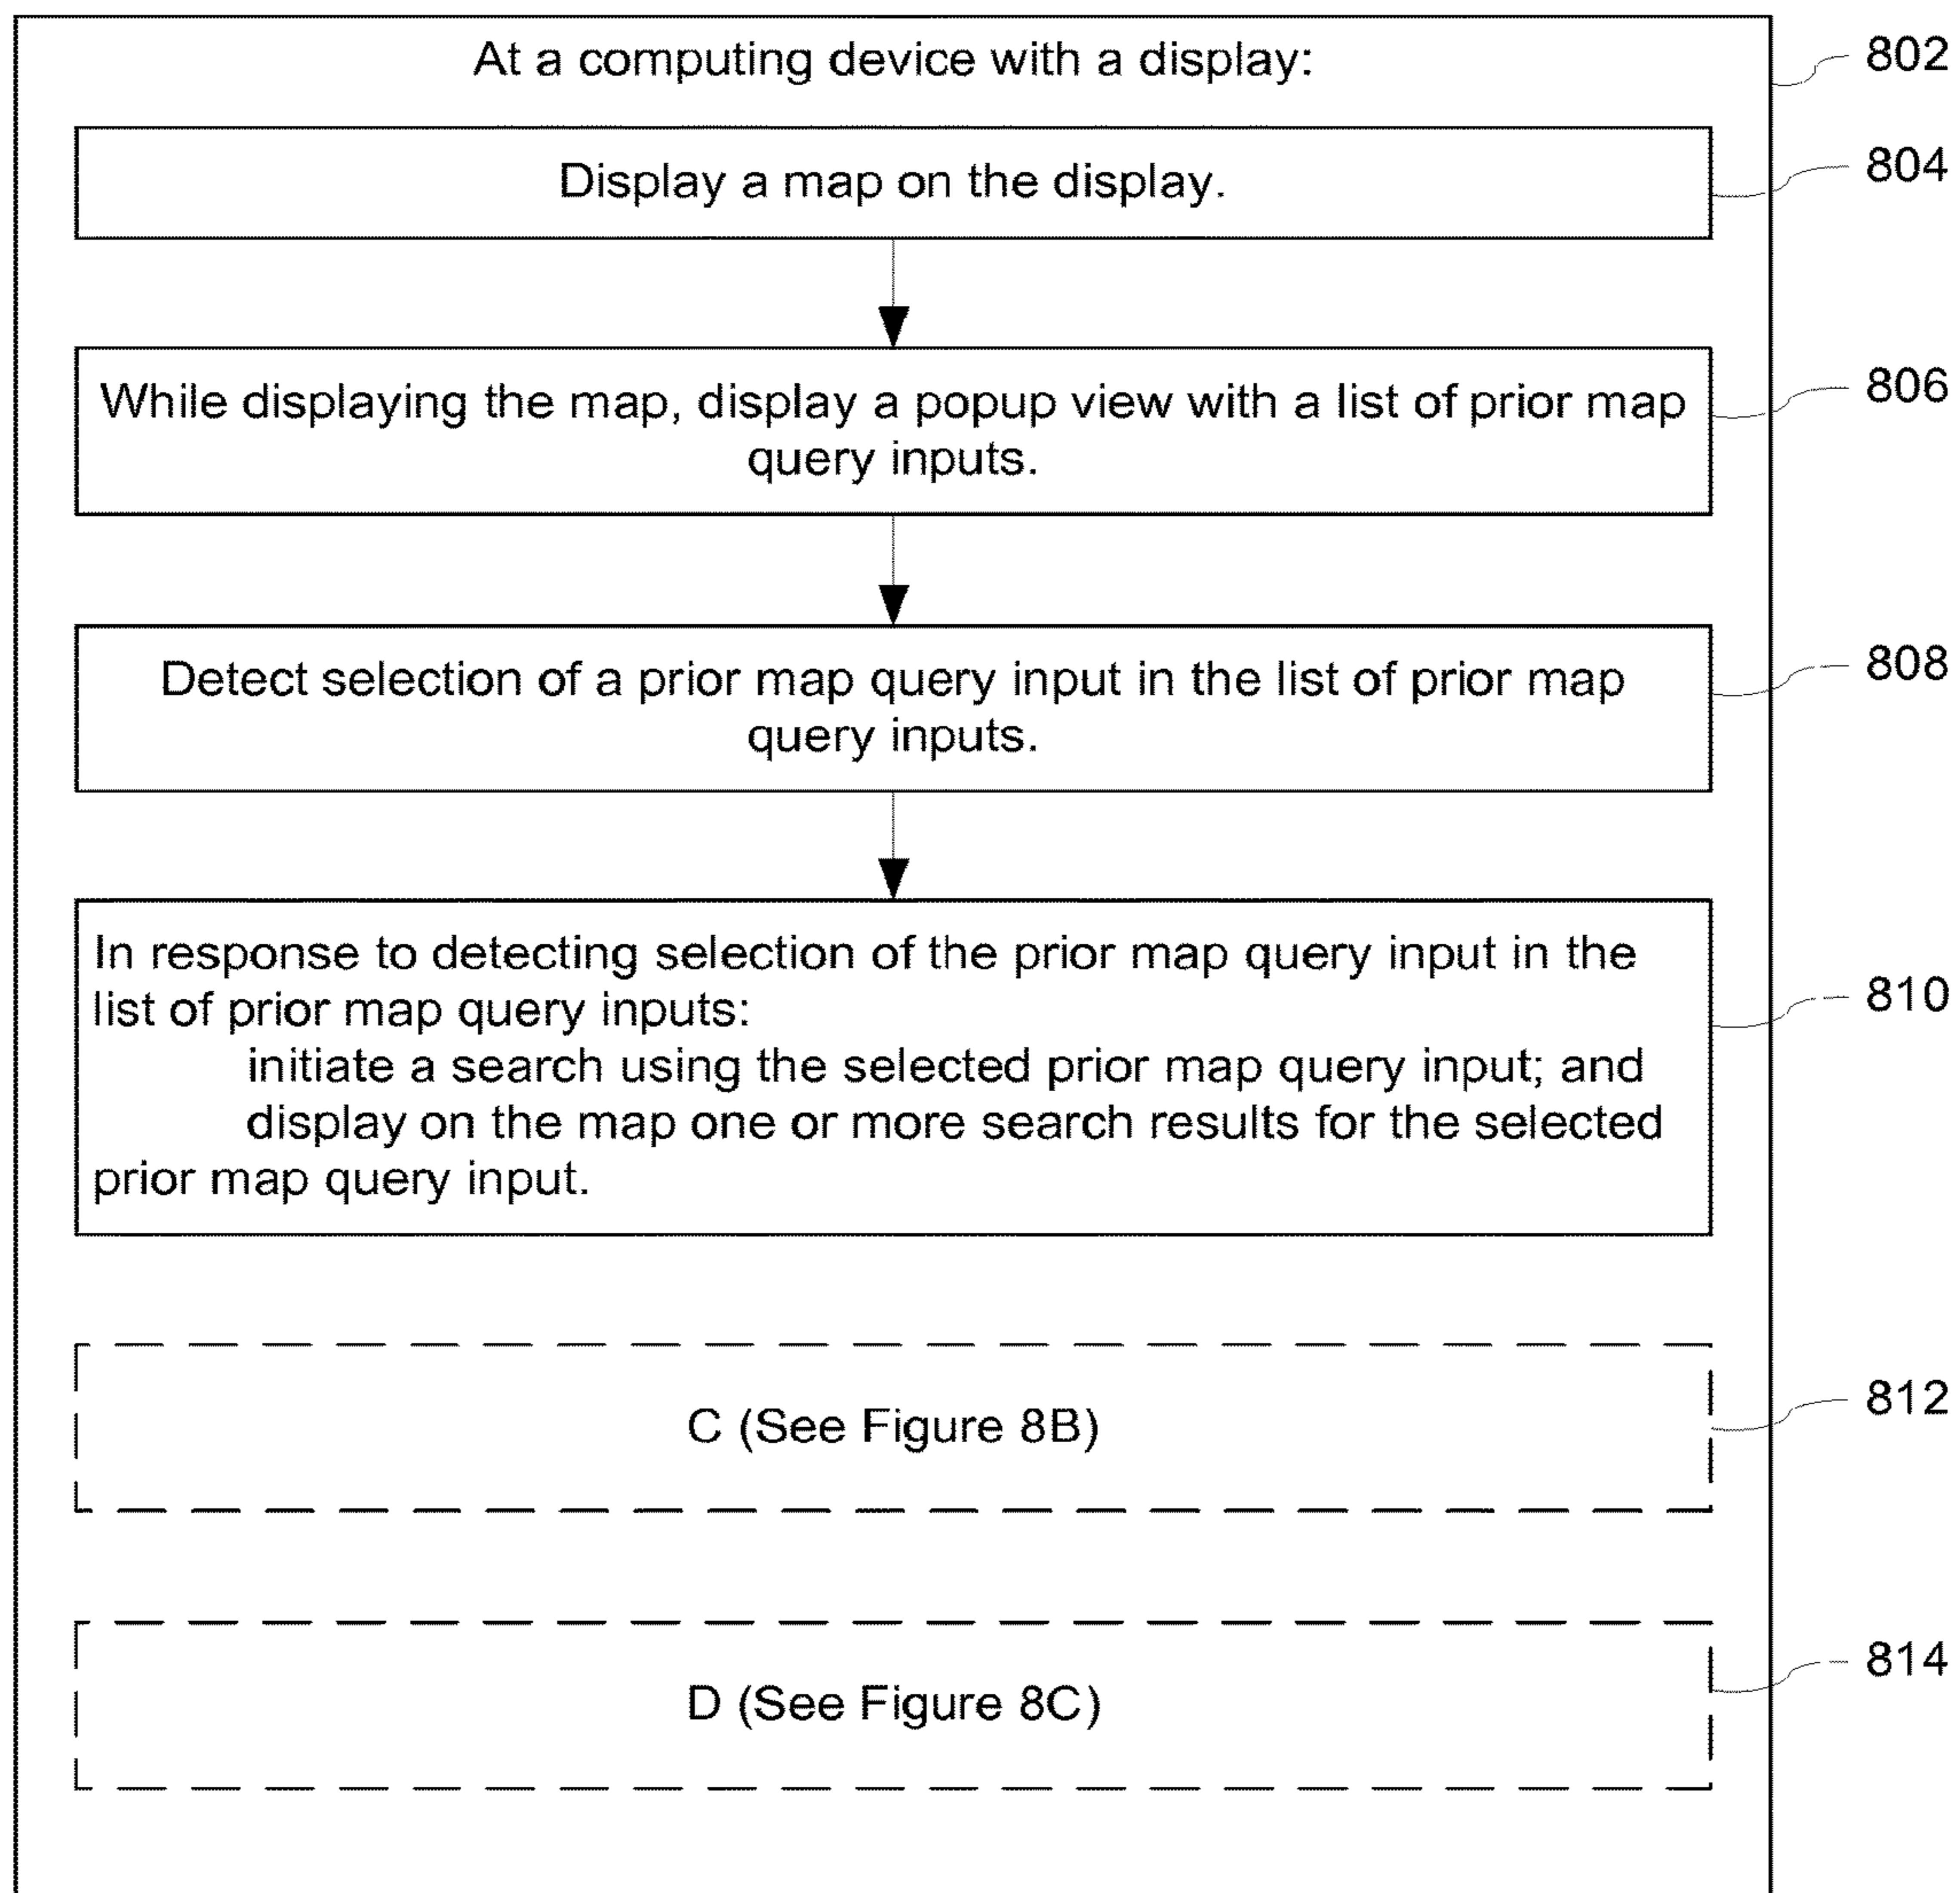 At a computing device with a display:
802
Display a map on the display.
804
While displaying the map, display a popup view with a list of prior map
query inputs.
806
Detect selection of a prior map query input in the list of prior map
query inputs.
808
In response to detecting selection of the prior map query input in the
list of prior map query inputs:
initiate a search using the selected prior map query input; and
display on the map one or more search results for the selected
prior map query input.
810
C (See Figure 8B)
812
D (See Figure 8C)
814